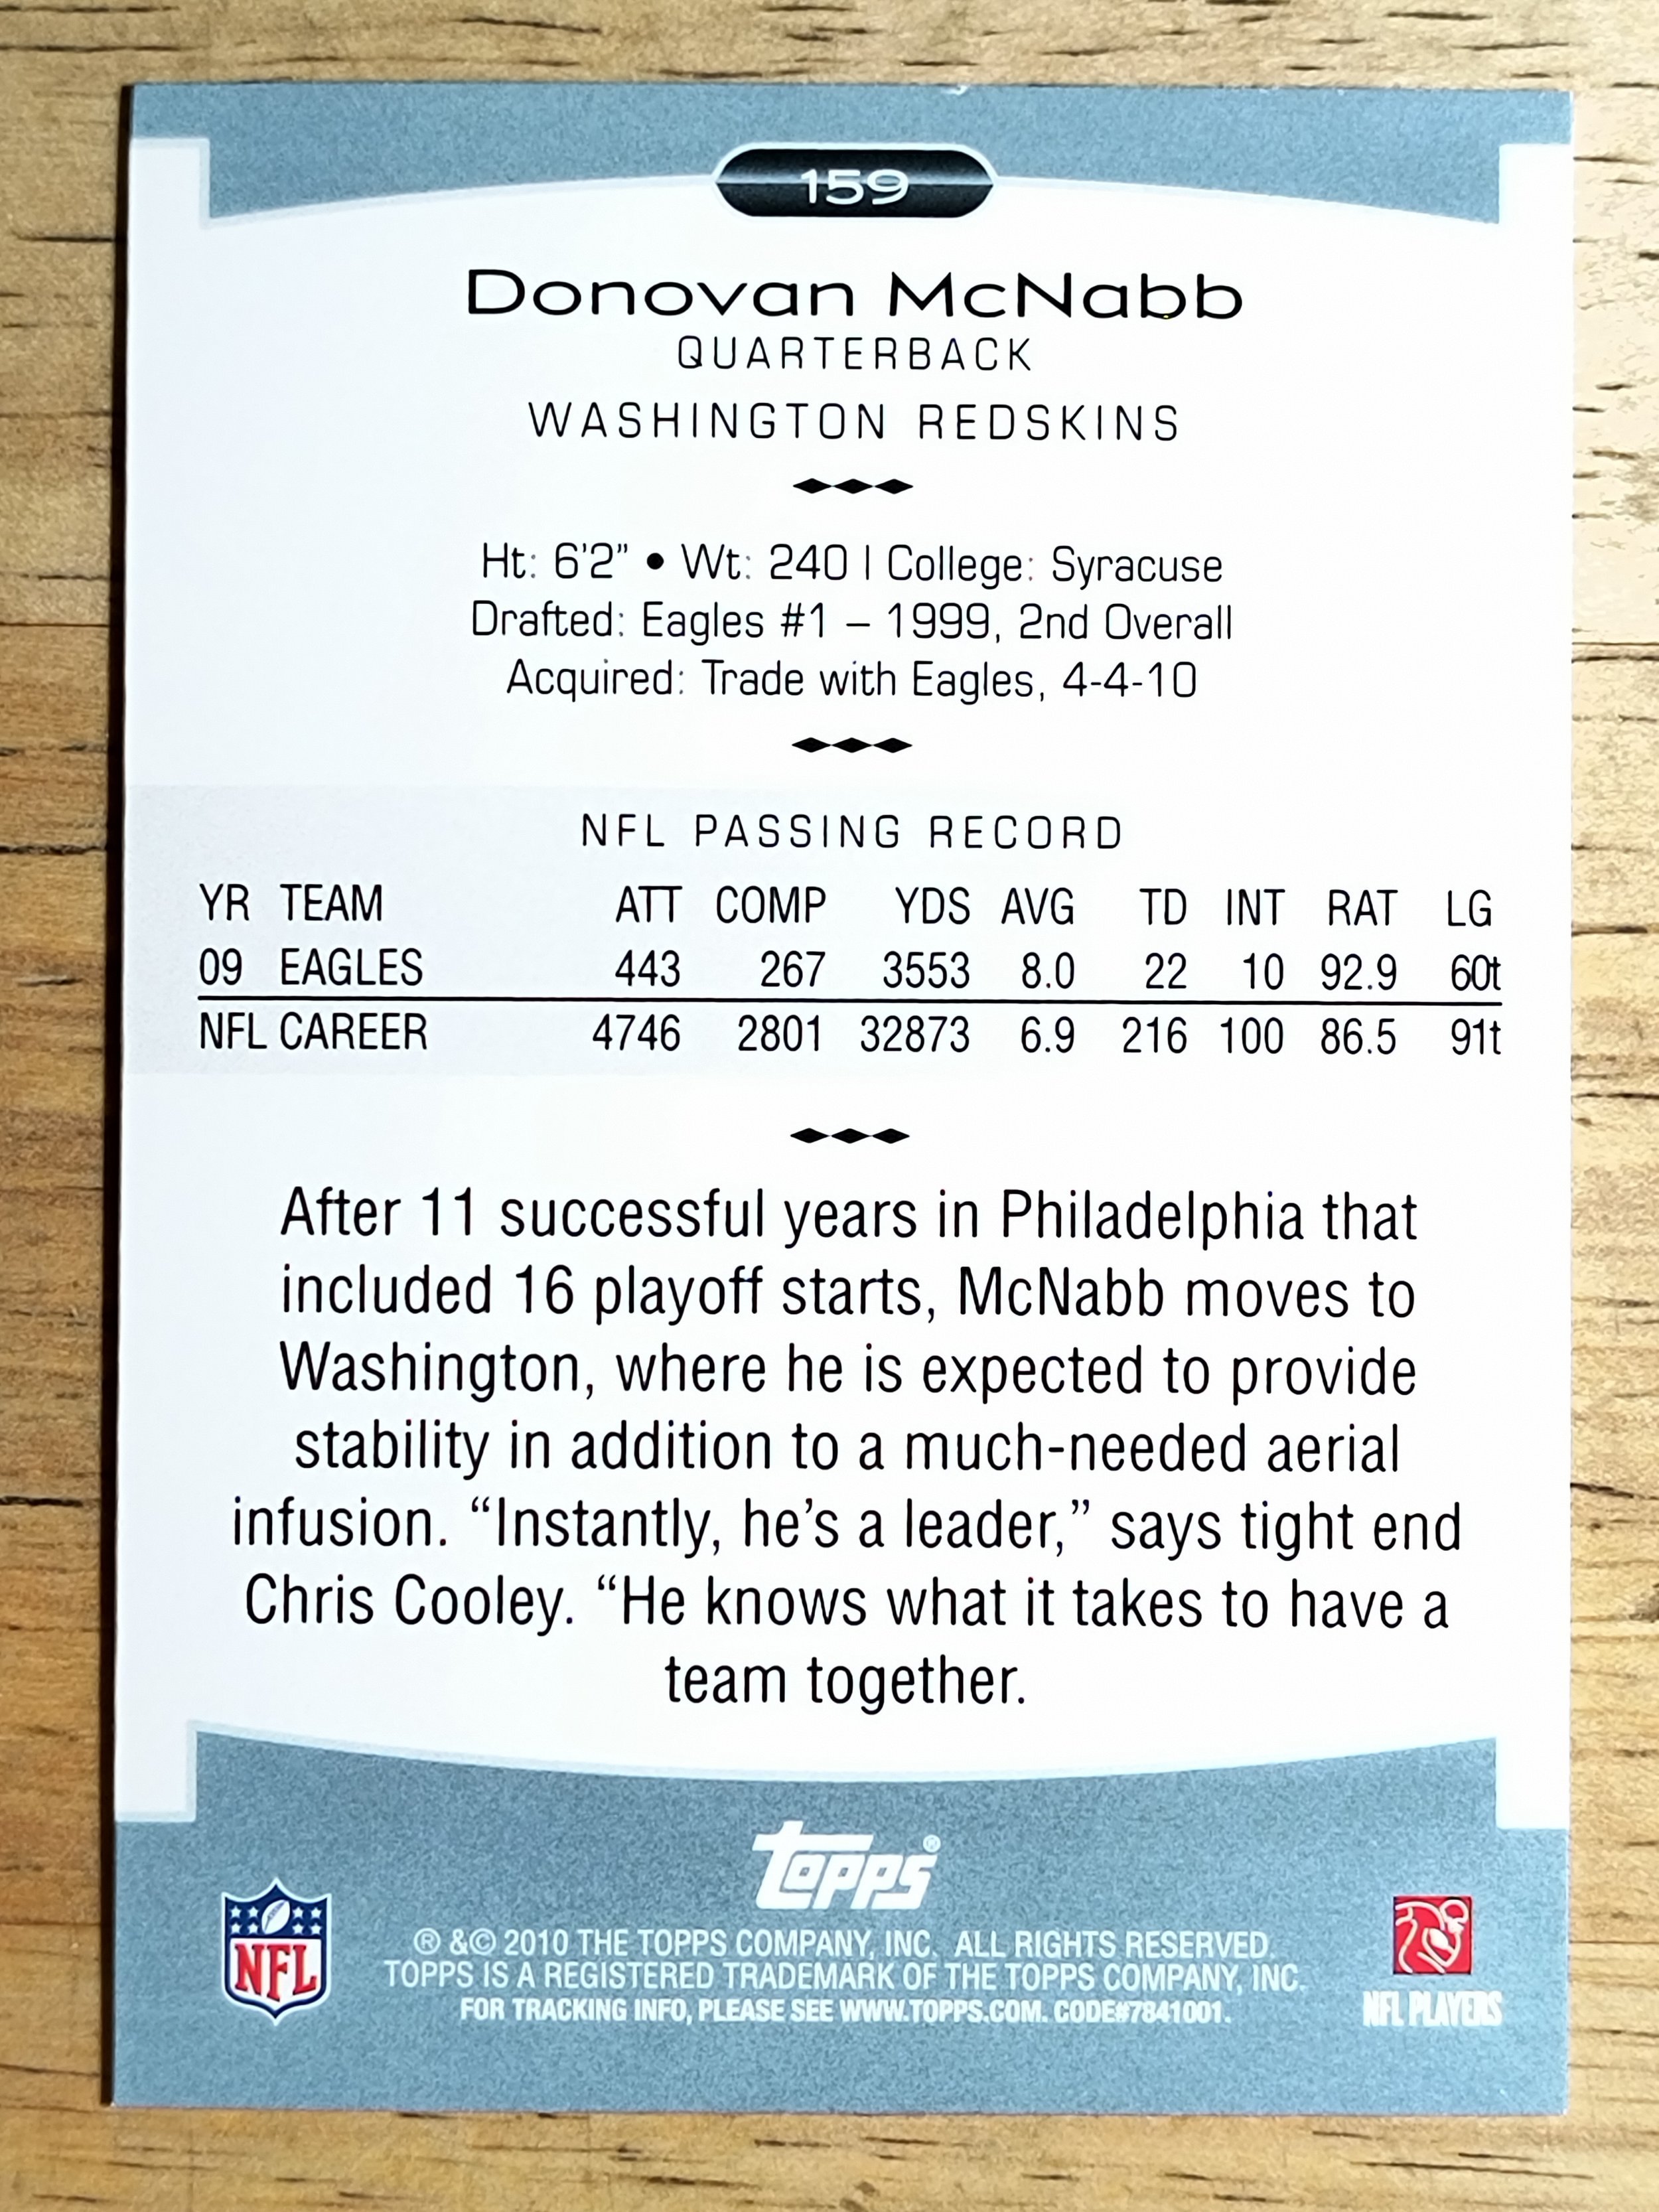 159
Donovan McNabb
QUARTERBACK
WASHINGTON REDSKINS
Ht: 6'2” • Wt: 240 | College: Syracuse
Drafted: Eagles #1 – 1999, 2nd Overall
Acquired: Trade with Eagles, 4-4-10
NFL PASSING RECORD
YR TEAM ATT COMP YDS AVG TD INT RAT LG
09 EAGLES 443 267 3553 8.0 22 10 92.9 60t
NFL CAREER 4746 2801 32873 6.9 216 100 86.5 91t
After 11 successful years in Philadelphia that
included 16 playoff starts, McNabb moves to
Washington, where he is expected to provide
stability in addition to a much-needed aerial
infusion. “Instantly, he’s a leader,” says tight end
Chris Cooley. “He knows what it takes to have a
team together.
topps®
® &© 2010 THE TOPPS COMPANY, INC. ALL RIGHTS RESERVED.
TOPPS IS A REGISTERED TRADEMARK OF THE TOPPS COMPANY, INC.
FOR TRACKING INFO, PLEASE SEE WWW.TOPPS.COM. CODE#7841001.
NFL
NFL PLAYERS